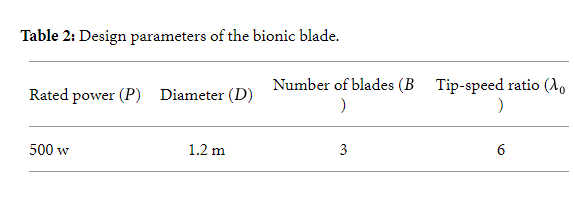 Table 2: Design parameters of the bionic blade.
Rated power (P) Diameter (D) Number of blades (B
) Tip-speed ratio (λ0
)
500 w 1.2 m 3 6